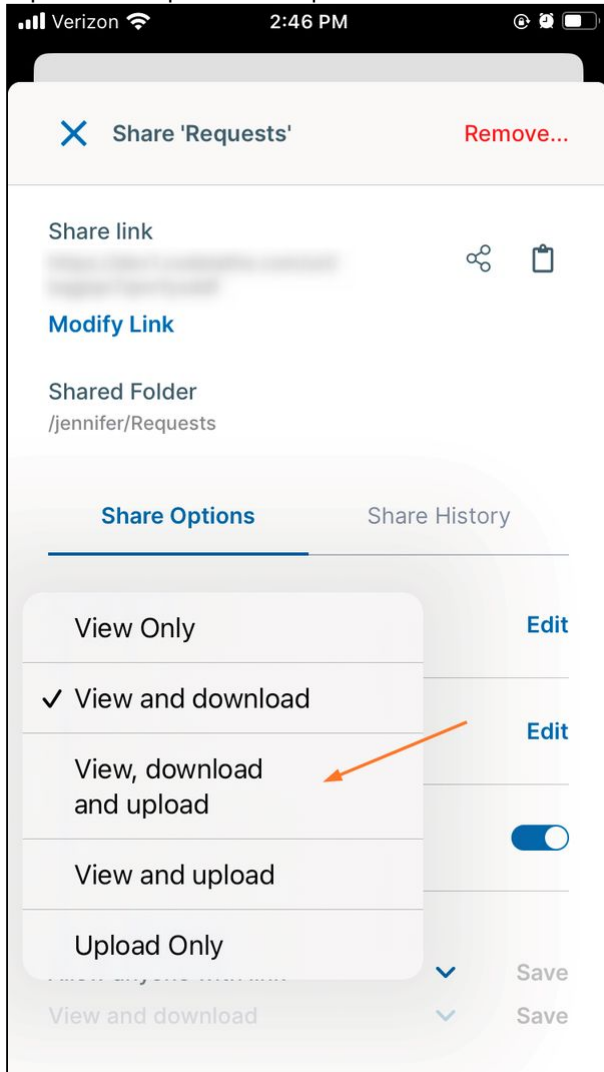 Verizon 2:46 PM
Share 'Requests' Remove...
Share link
Modify Link
Shared Folder
/jennifer/Requests
Share Options Share History
View Only
Edit
✓ View and download
View, download
and upload
Edit
View and upload
Upload Only
Save
View and download Save